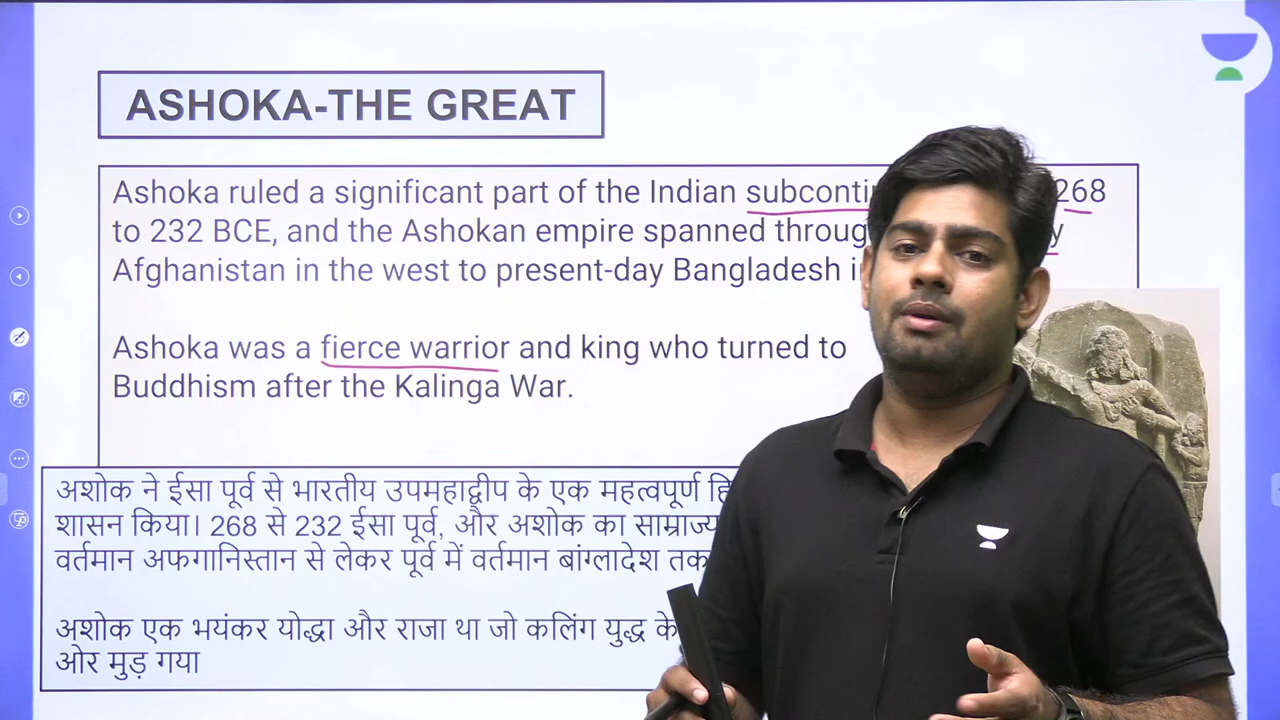 ASHOKA-THE GREAT
Ashoka ruled a significant part of the Indian 268
to 232 BCE, and the Ashokan empire spanned
Afghanistan in the west to present-day Bangladesh
Ashoka was a fierce warrior and king who turned to
Buddhism after the Kalinga War.
अशोक ने ईसा पूर्व से भारतीय उपमहाद्वीप के एक महत्वपूर्ण
शासन किया। 268 से 232 ईसा पूर्व, और अशोक का साम्राज्य
वर्तमान अफगानिस्तान से लेकर पूर्व में वर्तमान बांग्लादेश तक
अशोक एक भयंकर योद्धा और राजा था जो कलिंग युद्ध के
ओर मुड़ गया